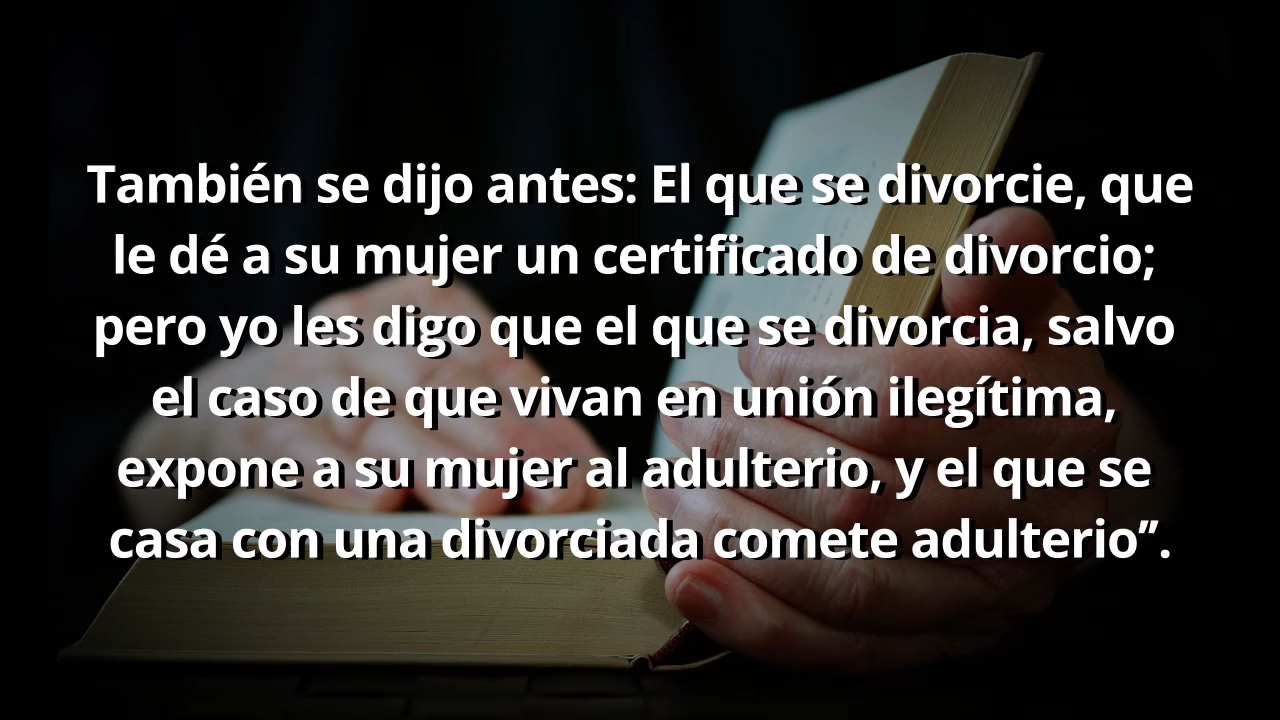 También se dijo antes: El que se divorcie, que
le dé a su mujer un certificado de divorcio;
pero yo les digo que el que se divorcia, salvo
el caso de que vivan en unión ilegítima,
expone a su mujer al adulterio, y el que se
casa con una divorciada comete adulterio”.